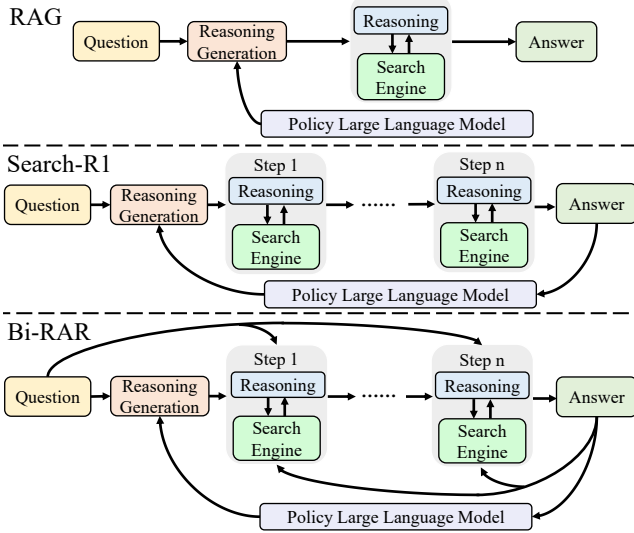 RAG
Question
Reasoning
Generation
Reasoning
Search
Engine
Answer
Policy Large Language Model
Search-R1
Step 1
Step n
Question
Reasoning
Generation
Reasoning
Search
Engine
......
Reasoning
Search
Engine
Answer
Policy Large Language Model
Bi-RAR
Step 1
Step n
Question
Reasoning
Generation
Reasoning
Search
Engine
......
Reasoning
Search
Engine
Answer
Policy Large Language Model